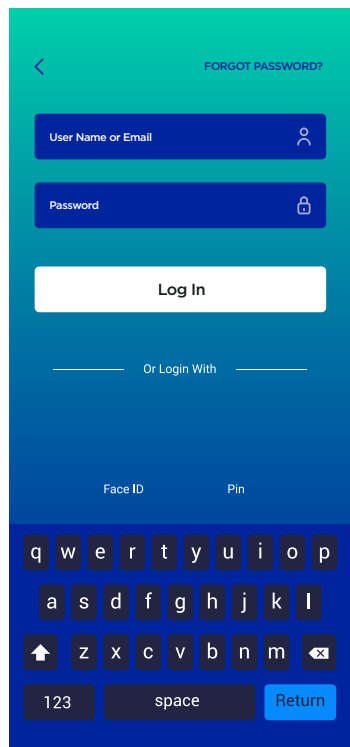 FORGOT PASSWORD?
User Name or Email
Password
Log In
Or Login With
Face ID Pin
q w e r t y u i o p
a s d f g h j k l
z x c v b n m
123 space Return